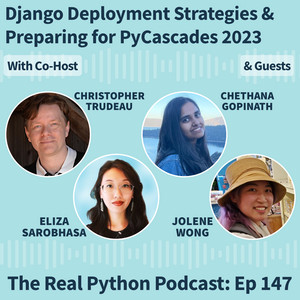 Django Deployment Strategies &
Preparing for PyCascades 2023
With Co-Host
& Guests
CHRISTOPHER
TRUDEAU
CHETHANA
GOPINATH
ELIZA
SAROBHASA
JOLENE
WONG
The Real Python Podcast: Ep 147